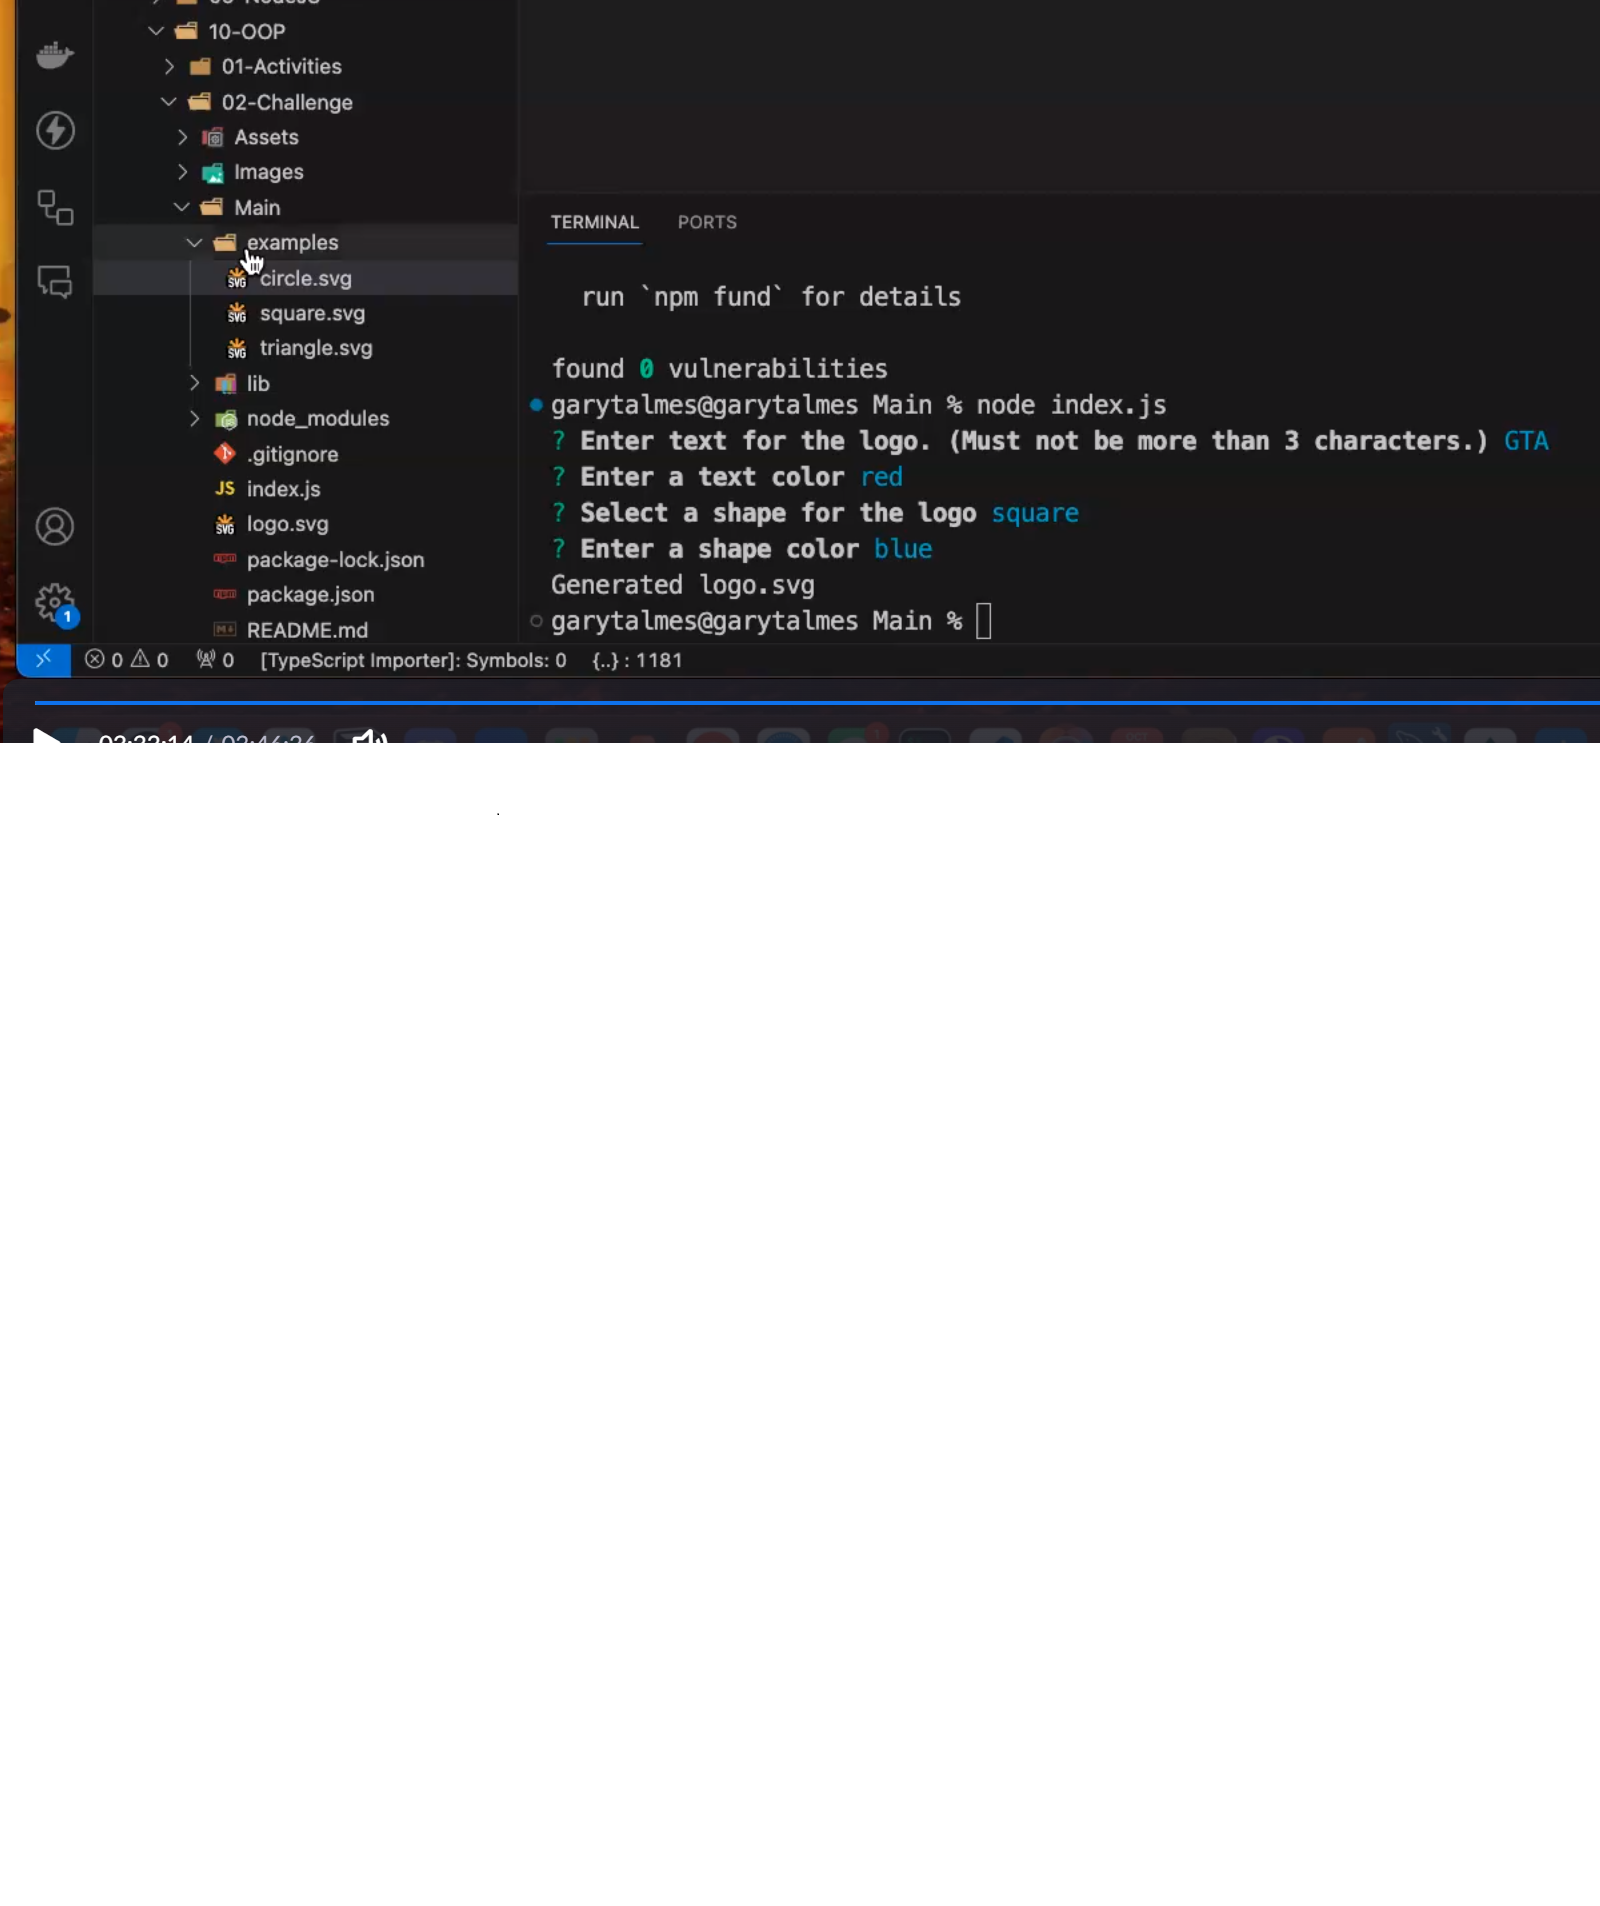 10-OOP
01-Activities
02-Challenge
Assets
Images
Main
examples
circle.svg
square.svg
triangle.svg
lib
node_modules
.gitignore
JS index.js
logo.svg
package-lock.json
package.json
README.md
TERMINAL PORTS
run `npm fund` for details
found 0 vulnerabilities
garytalmes@garytalmes Main % node index.js
? Enter text for the logo. (Must not be more than 3 characters.) GTA
? Enter a text color red
? Select a shape for the logo square
? Enter a shape color blue
Generated logo.svg
garytalmes@garytalmes Main %
1
0 0 0 [TypeScript Importer]: Symbols: 0 {..} : 1181